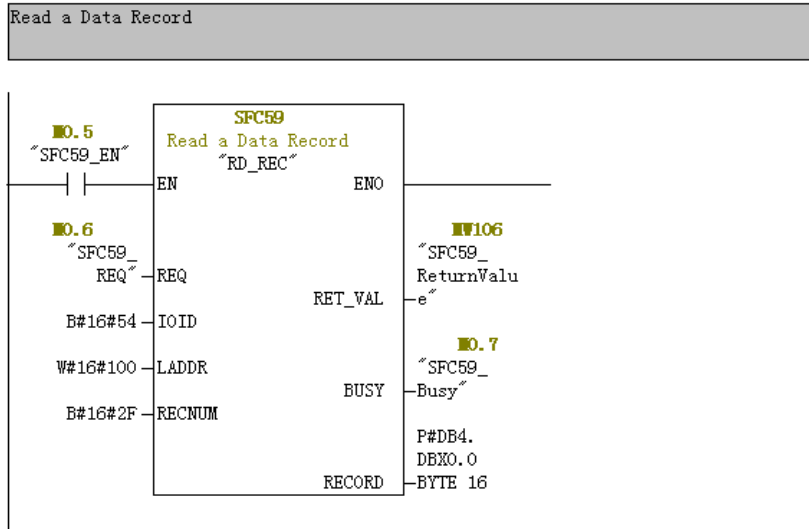 Read a Data Record
M0.5
"SFC59_EN"
SFC59
Read a Data Record
"RD_REC"
EN
ENO
M0.6
"SFC59_
REQ"
REQ
MW106
"SFC59_
ReturnValu
e"
RET_VAL
B#16#54
IOID
W#16#100
LADDR
M0.7
"SFC59_
Busy"
BUSY
B#16#2F
RECNUM
P#DB4.
DBX0.0
BYTE 16
RECORD